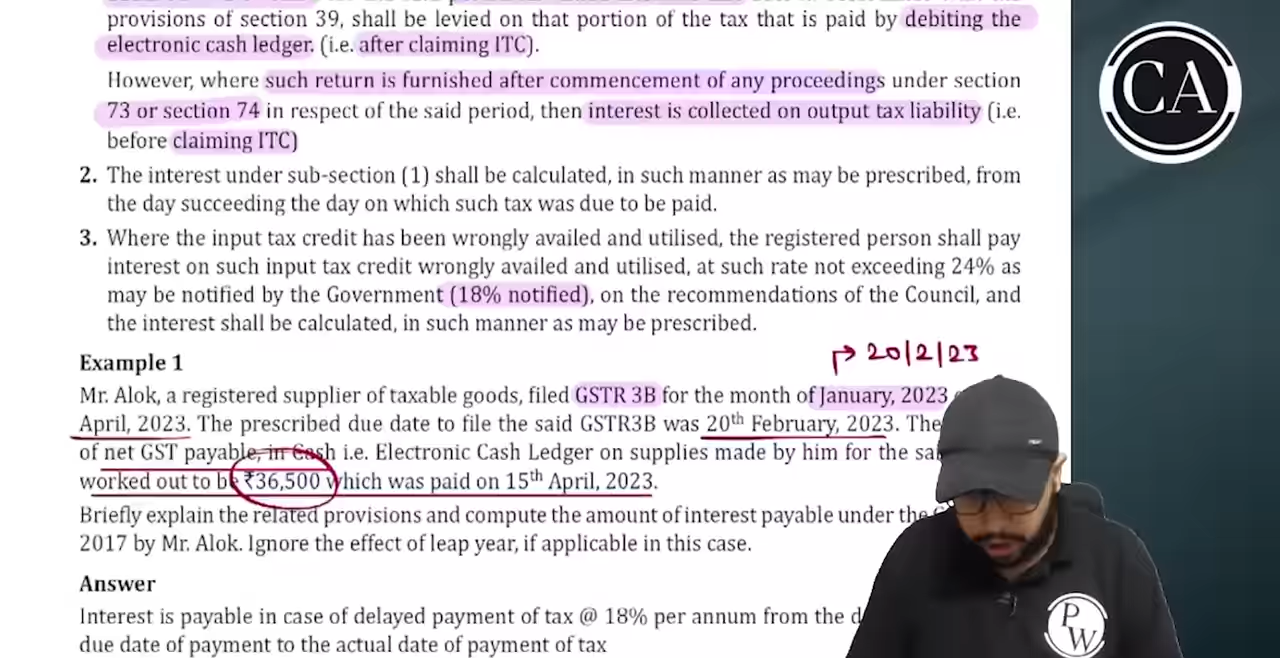 provisions of section 39, shall be levied on that portion of the tax that is paid by debiting the
electronic cash ledger. (i.e. after claiming ITC).
However, where such return is furnished after commencement of any proceedings under section
73 or section 74 in respect of the said period, then interest is collected on output tax liability (i.e.
before claiming ITC)
2. The interest under sub-section (1) shall be calculated, in such manner as may be prescribed, from
the day succeeding the day on which such tax was due to be paid.
3. Where the input tax credit has been wrongly availed and utilised, the registered person shall pay
interest on such input tax credit wrongly availed and utilised, at such rate not exceeding 24% as
may be notified by the Government (18% notified), on the recommendations of the Council, and
the interest shall be calculated, in such manner as may be prescribed.
Example 1
20/2/23
Mr. Alok, a registered supplier of taxable goods, filed GSTR 3B for the month of January, 2023
April, 2023. The prescribed due date to file the said GSTR3B was 20th February, 2023. The
of net GST payable, in Cash i.e. Electronic Cash Ledger on supplies made by him for the
worked out to be ₹36,500 which was paid on 15th April, 2023.
Briefly explain the related provisions and compute the amount of interest payable under the
2017 by Mr. Alok. Ignore the effect of leap year, if applicable in this case.
Answer
Interest is payable in case of delayed payment of tax @ 18% per annum from the
due date of payment to the actual date of payment of tax
CA
PW